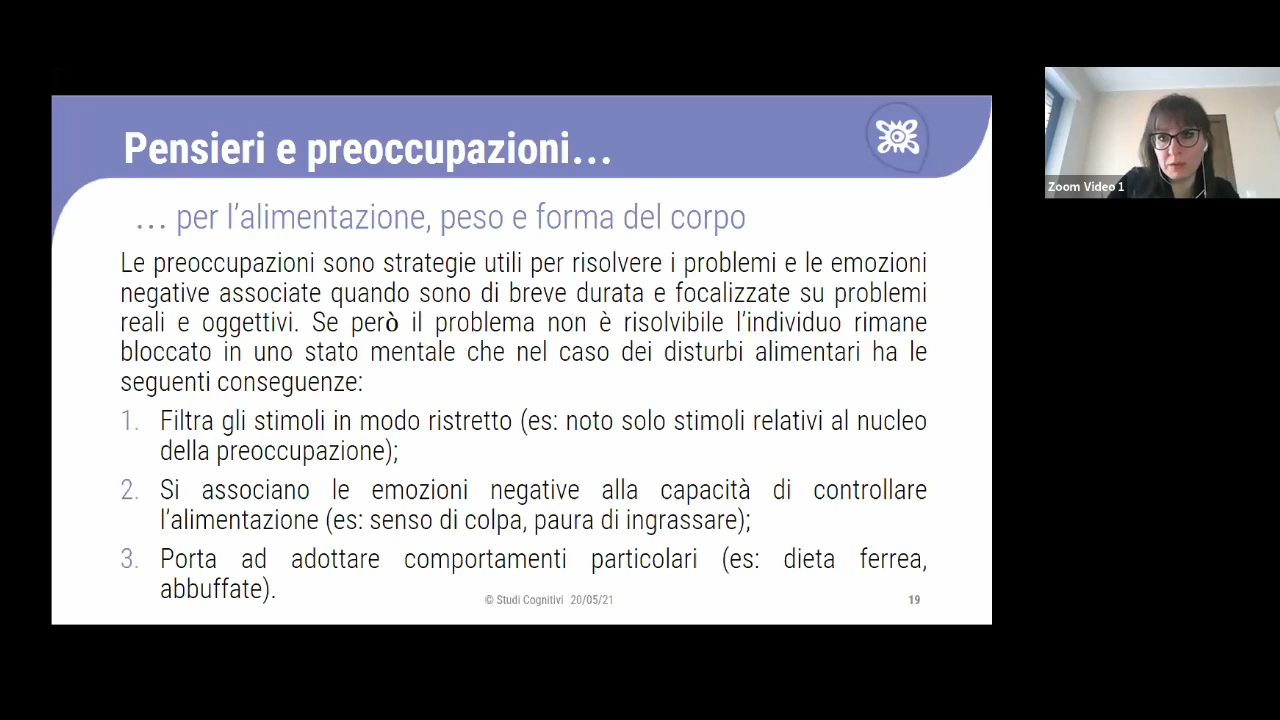 Pensieri e preoccupazioni...
... per l'alimentazione, peso e forma del corpo
Le preoccupazioni sono strategie utili per risolvere i problemi e le emozioni
negative associate quando sono di breve durata e focalizzate su problemi
reali e oggettivi. Se però il problema non è risolvibile l'individuo rimane
bloccato in uno stato mentale che nel caso dei disturbi alimentari ha le
seguenti conseguenze:
1. Filtra gli stimoli in modo ristretto (es: noto solo stimoli relativi al nucleo
della preoccupazione);
2. Si associano le emozioni negative alla capacità di controllare
l'alimentazione (es: senso di colpa, paura di ingrassare);
3. Porta ad adottare comportamenti particolari (es: dieta ferrea,
abbuffate).
© Studi Cognitivi 20/05/21
19
Zoom Video 1